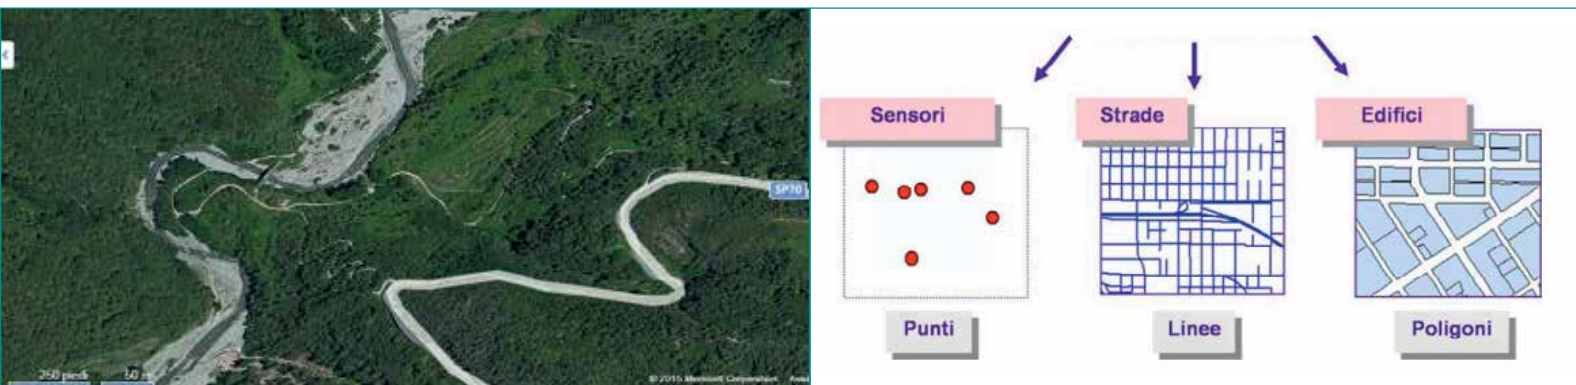 SP70
250 piedi
50 m
© 2015 Microsoft Corporation
Sensori
Strade
Edifici
Punti
Linee
Poligoni